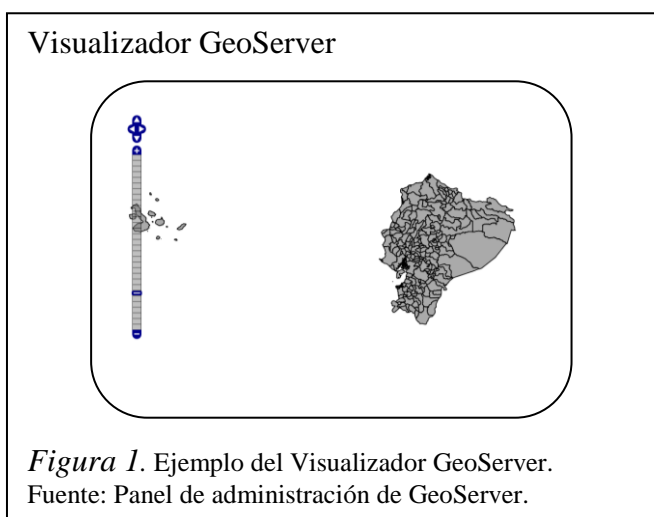 Visualizador GeoServer
Figura 1. Ejemplo del Visualizador GeoServer.
Fuente: Panel de administración de GeoServer.